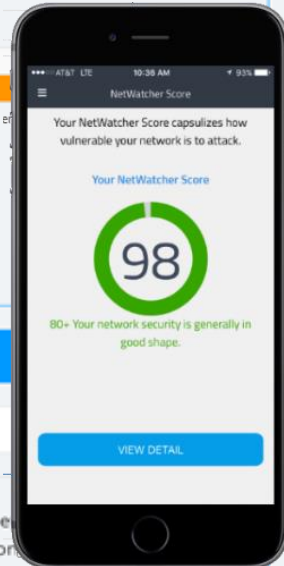 AT&T LTE 10:36 AM 93%
NetWatcher Score
Your NetWatcher Score capsulizes how
vulnerable your network is to attack.
Your NetWatcher Score
98
80+ Your network security is generally in
good shape.
VIEW DETAIL